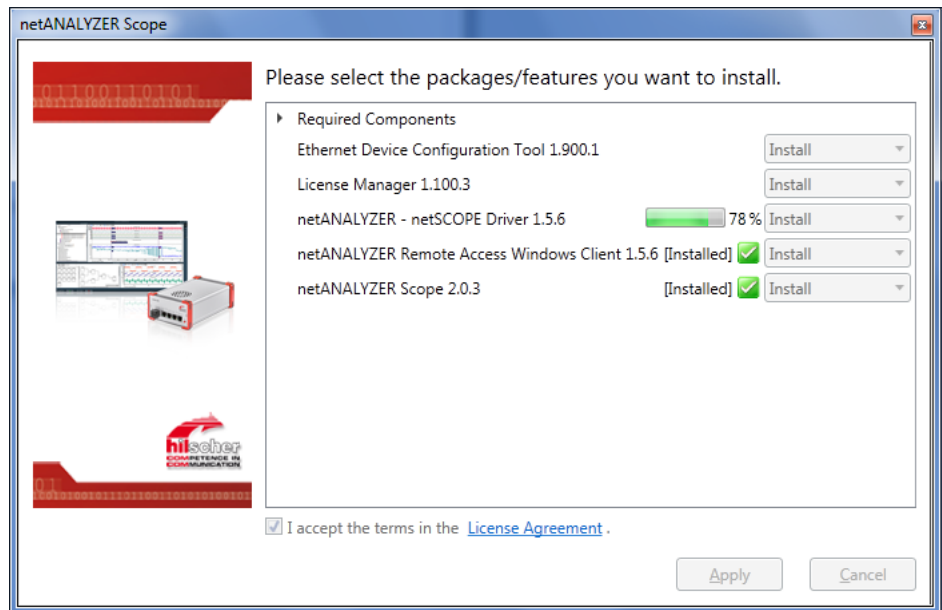 netANALYZER Scope
0110011010101
Please select the packages/features you want to install.
Required Components
Ethernet Device Configuration Tool 1.900.1 Install
License Manager 1.100.3 Install
netANALYZER - netSCOPE Driver 1.5.6 78 % Install
netANALYZER Remote Access Windows Client 1.5.6 [Installed] Install
netANALYZER Scope 2.0.3 [Installed] Install
hilscher
COMPETENCE IN
COMMUNICATION
I accept the terms in the License Agreement .
Apply Cancel